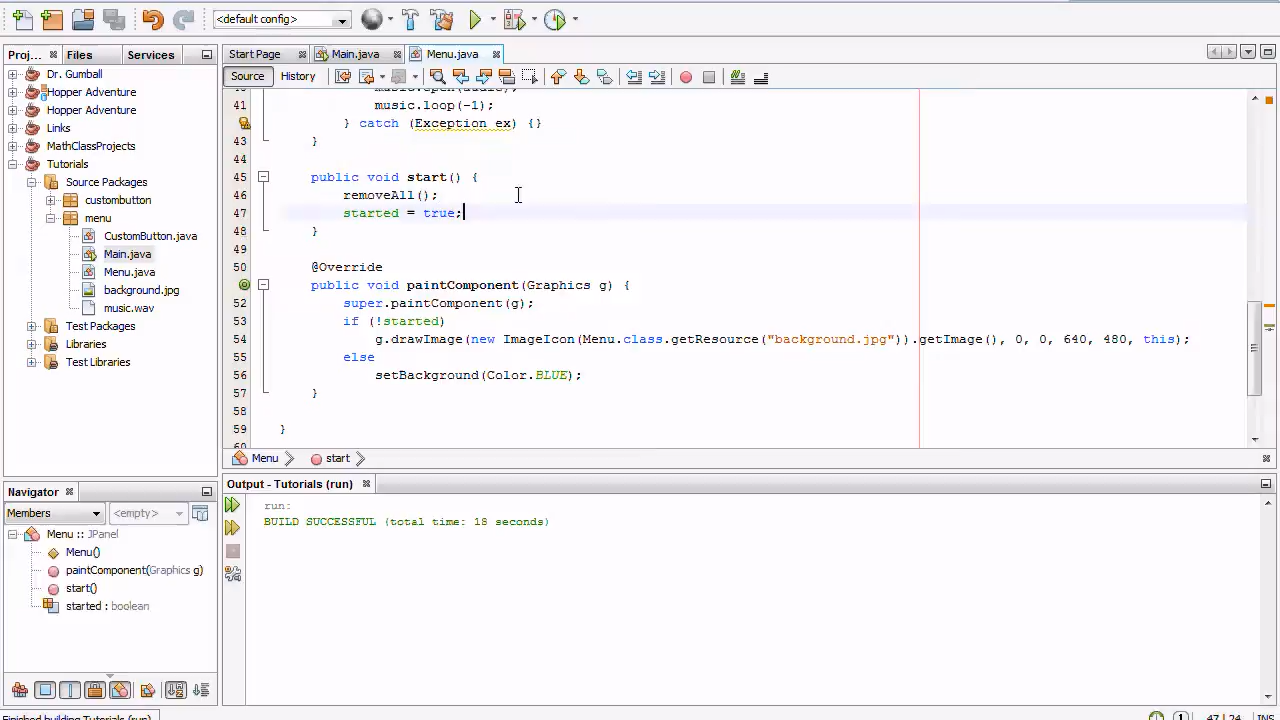 <default config>
Proj...
Files
Services
Start Page
Main.java
Menu.java
Source
History
Dr. Gumball
Hopper Adventure
Hopper Adventure
Links
MathClassProjects
Tutorials
Source Packages
custombutton
menu
CustomButton.java
Main.java
Menu.java
background.jpg
music.wav
Test Packages
Libraries
Test Libraries
41 music.loop(-1);
} catch (Exception ex) {}
43 }
44
45 public void start() {
46 removeAll();
47 started = true;
48 }
49
50 @Override
public void paintComponent(Graphics g) {
52 super.paintComponent(g);
53 if (!started)
54 g.drawImage(new ImageIcon(Menu.class.getResource("background.jpg")).getImage(), 0, 0, 640, 480, this);
55 else
56 setBackground(Color.BLUE);
57 }
58
59 }
Menu
start
Navigator
Members
<empty>
Menu :: JPanel
Menu()
paintComponent(Graphics g)
start()
started : boolean
Output - Tutorials (run)
run:
BUILD SUCCESSFUL (total time: 18 seconds)
Finished building Tutorials (run)
1
47 / 24
INS